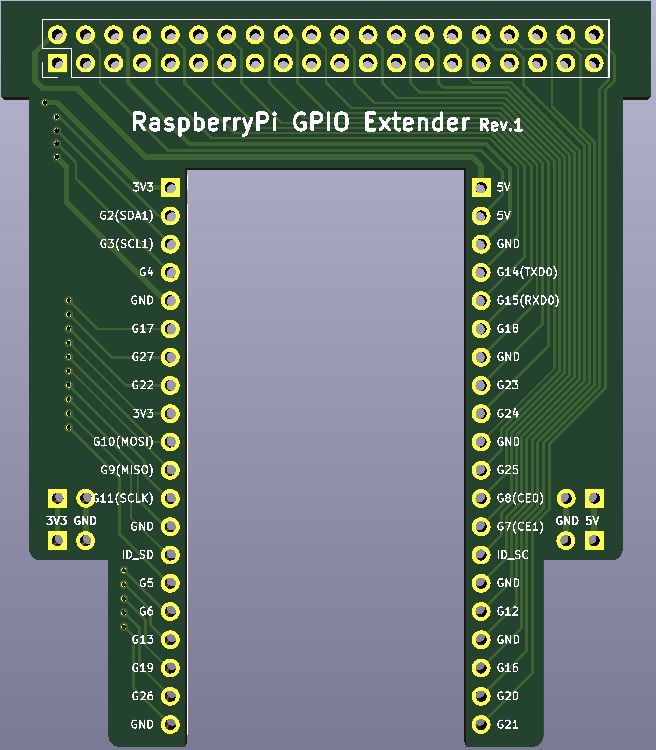 RaspberryPi GPIO Extender Rev.1
3V3
G2(SDA1)
G3(SCL1)
G4
GND
G17
G27
G22
3V3
G10(MOSI)
G9(MISO)
G11(SCLK)
GND
ID_SD
G5
G6
G13
G19
G26
GND
3V3 GND
5V
5V
GND
G14(TXD0)
G15(RXD0)
G18
GND
G23
G24
GND
G25
G8(CE0)
G7(CE1)
ID_SC
GND
G12
GND
G16
G20
G21
GND 5V